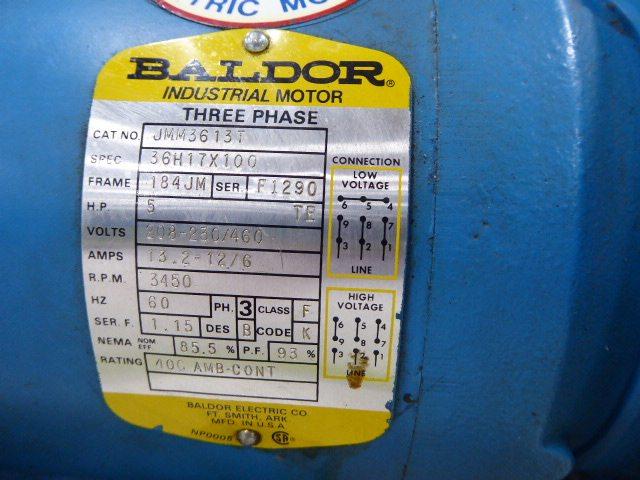 TRIC MO
BALDOR®
INDUSTRIAL MOTOR
THREE PHASE
CAT NO. JMM3613T
SPEC 36H17X100
FRAME 184JM SER. F1290
H.P. 5 TE
VOLTS 208-230/460
AMPS 13.2-12/6
R.P.M. 3450
HZ 60 PH. 3 CLASS F
SER. F. 1.15 DES B CODE K
NEMA NOM EFF. 85.5 % P.F. 93 %
RATING 40C AMB-CONT
CONNECTION
LOW
VOLTAGE
6 5 4
9 8 7
3 2 1
LINE
HIGH
VOLTAGE
6 5 4
9 8 7
3 2 1
LINE
BALDOR ELECTRIC CO.
FT. SMITH, ARK.
MFD. IN U.S.A.
NP0008 SA